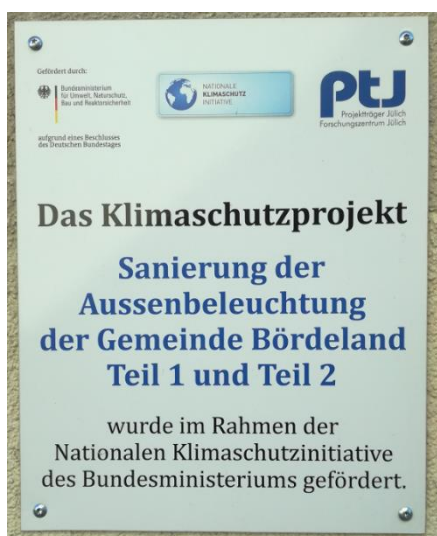 Gefördert durch:
Bundesministerium
für Umwelt, Naturschutz,
Bau und Reaktorsicherheit
aufgrund eines Beschlusses
des Deutschen Bundestages
NATIONALE
KLIMASCHUTZ
INITIATIVE
ptJ
Projektträger Jülich
Forschungszentrum Jülich
Das Klimaschutzprojekt
Sanierung der
Aussenbeleuchtung
der Gemeinde Bördeland
Teil 1 und Teil 2
wurde im Rahmen der
Nationalen Klimaschutzinitiative
des Bundesministeriums gefördert.